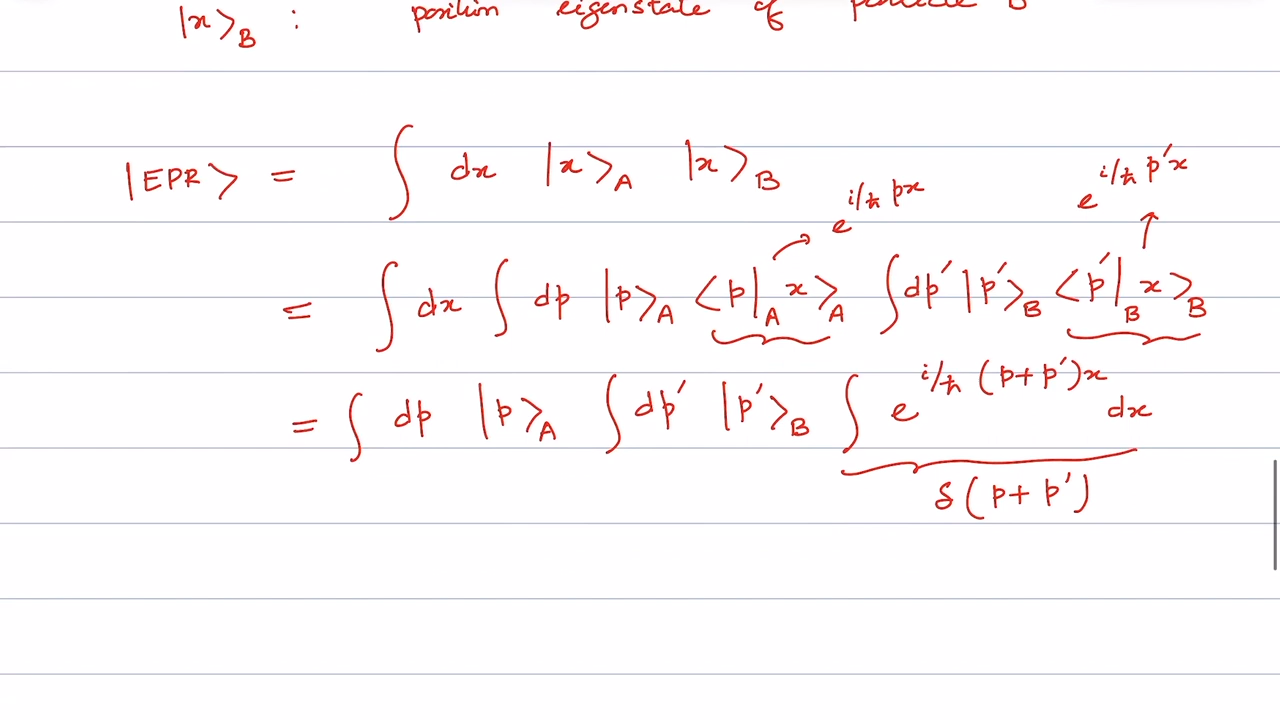 |x>_B : position eigenstate of particle B
|EPR> = ∫ dx |x>_A |x>_B
e^{i/ħ px} e^{i/ħ p'x}
= ∫ dx ∫ dp |p>_A <p|_A x>_A ∫ dp' |p'>_B <p'|_B x>_B
= ∫ dp |p>_A ∫ dp' |p'>_B ∫ e^{i/ħ (p+p')x} dx
δ(p+p')